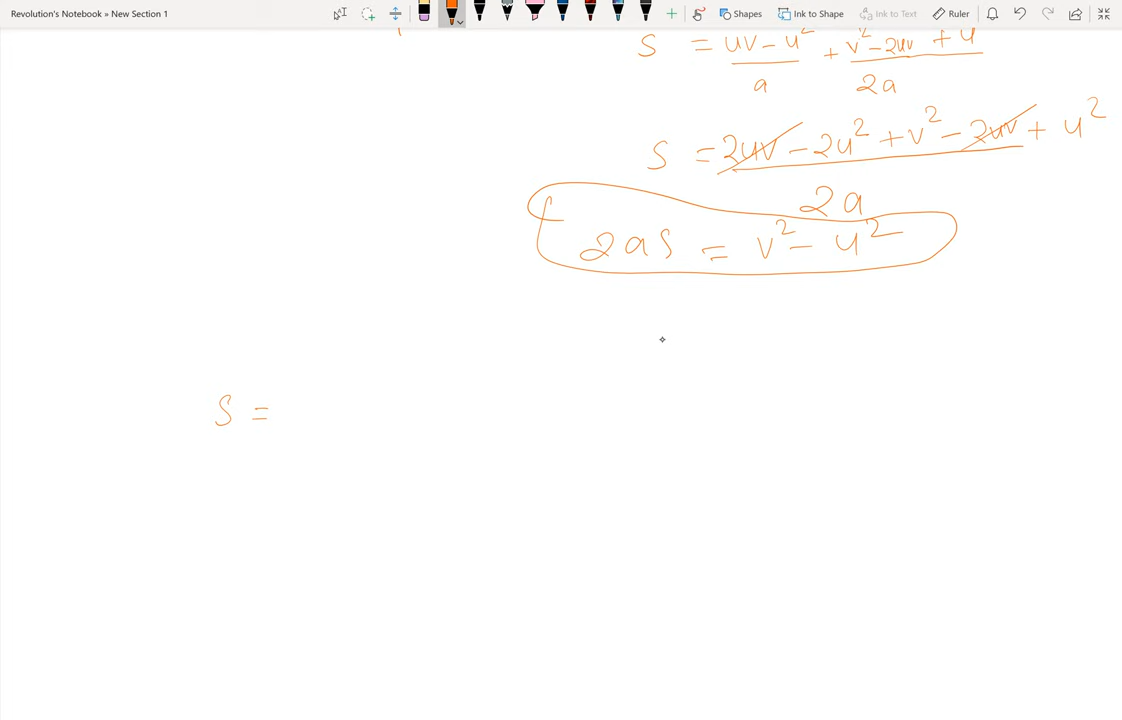 Revolution's Notebook » New Section 1
Shapes
Ink to Shape
Ink to Text
Ruler
S = uv - u² / a + v² - 2uv + u / 2a
S = 2uv - 2u² + v² - 2uv + u² / 2a
2aS = v² - u²
S =